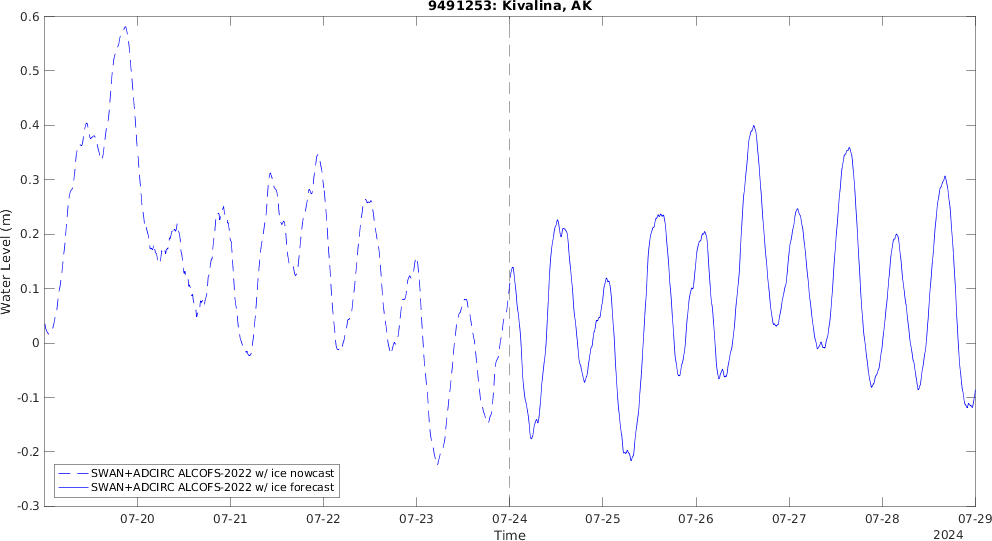 9491253: Kivalina, AK
0.6
0.5
0.4
0.3
0.2
0.1
0
-0.1
-0.2
-0.3
Water Level (m)
SWAN+ADCIRC ALCOFS-2022 w/ ice nowcast
SWAN+ADCIRC ALCOFS-2022 w/ ice forecast
07-20 07-21 07-22 07-23 07-24 07-25 07-26 07-27 07-28 07-29
Time
2024